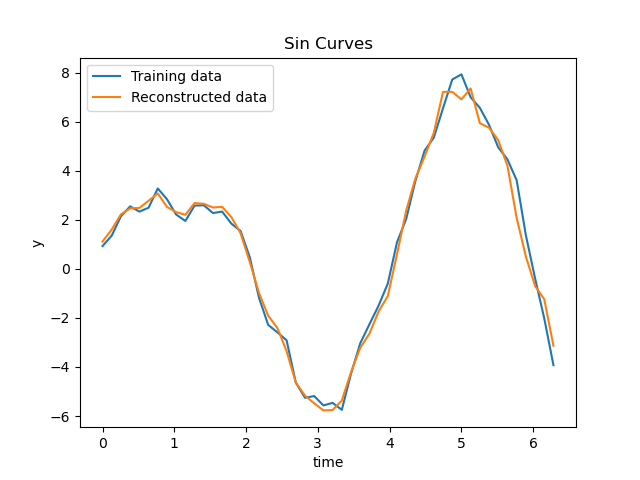 Sin Curves
Training data
Reconstructed data
8
6
4
2
0
−2
−4
−6
y
0 1 2 3 4 5 6
time